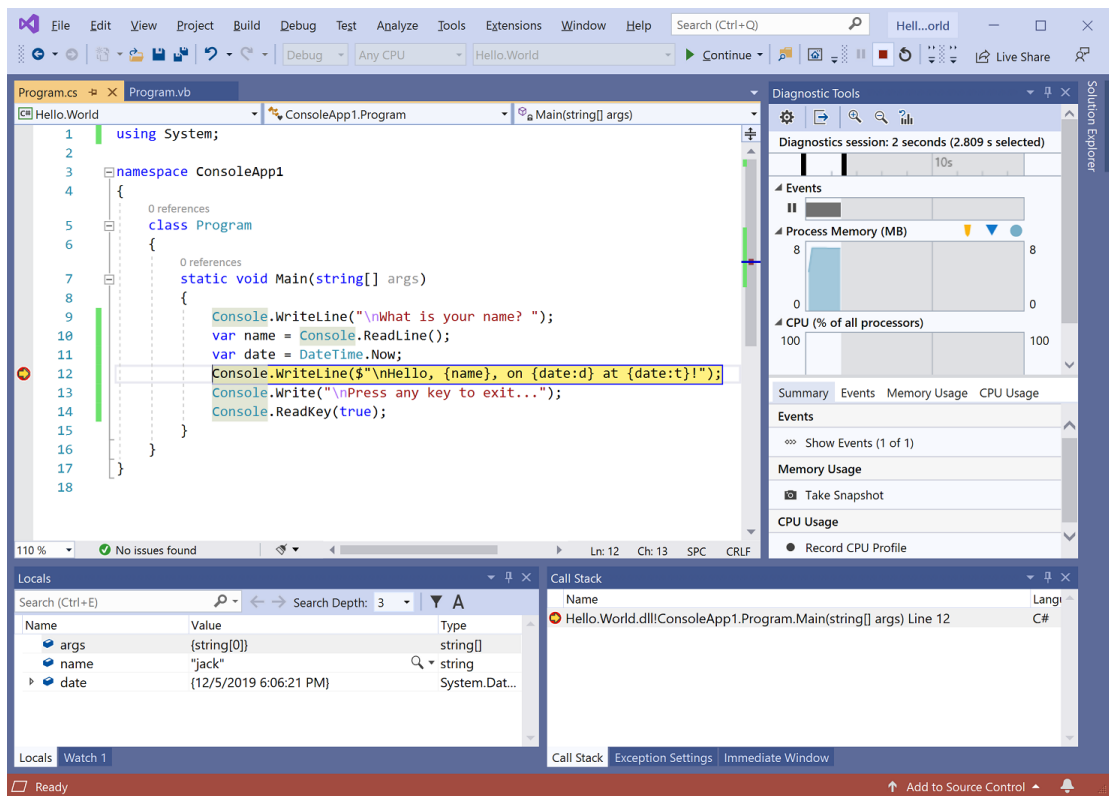 File Edit View Project Build Debug Test Analyze Tools Extensions Window Help Search (Ctrl+Q) Hell...orld
Debug Any CPU Hello.World Continue Live Share
Program.cs Program.vb
C# Hello.World ConsoleApp1.Program Main(string[] args)
1 using System;
2
3 namespace ConsoleApp1
4 {
0 references
5 class Program
6 {
0 references
7 static void Main(string[] args)
8 {
9 Console.WriteLine("\nWhat is your name? ");
10 var name = Console.ReadLine();
11 var date = DateTime.Now;
12 Console.WriteLine($"\nHello, {name}, on {date:d} at {date:t}!");
13 Console.Write("\nPress any key to exit...");
14 Console.ReadKey(true);
15 }
16 }
17 }
18
110 % No issues found Ln: 12 Ch: 13 SPC CRLF
Diagnostic Tools
Diagnostics session: 2 seconds (2.809 s selected)
10s
Events
Process Memory (MB)
8 8
0 0
CPU (% of all processors)
100 100
Summary Events Memory Usage CPU Usage
Events
Show Events (1 of 1)
Memory Usage
Take Snapshot
CPU Usage
Record CPU Profile
Solution Explorer
Locals
Search (Ctrl+E) Search Depth: 3 A
Name Value Type
args {string[0]} string[]
name "jack" string
date {12/5/2019 6:06:21 PM} System.Dat...
Locals Watch 1
Call Stack
Name Langu
Hello.World.dll!ConsoleApp1.Program.Main(string[] args) Line 12 C#
Call Stack Exception Settings Immediate Window
Ready Add to Source Control